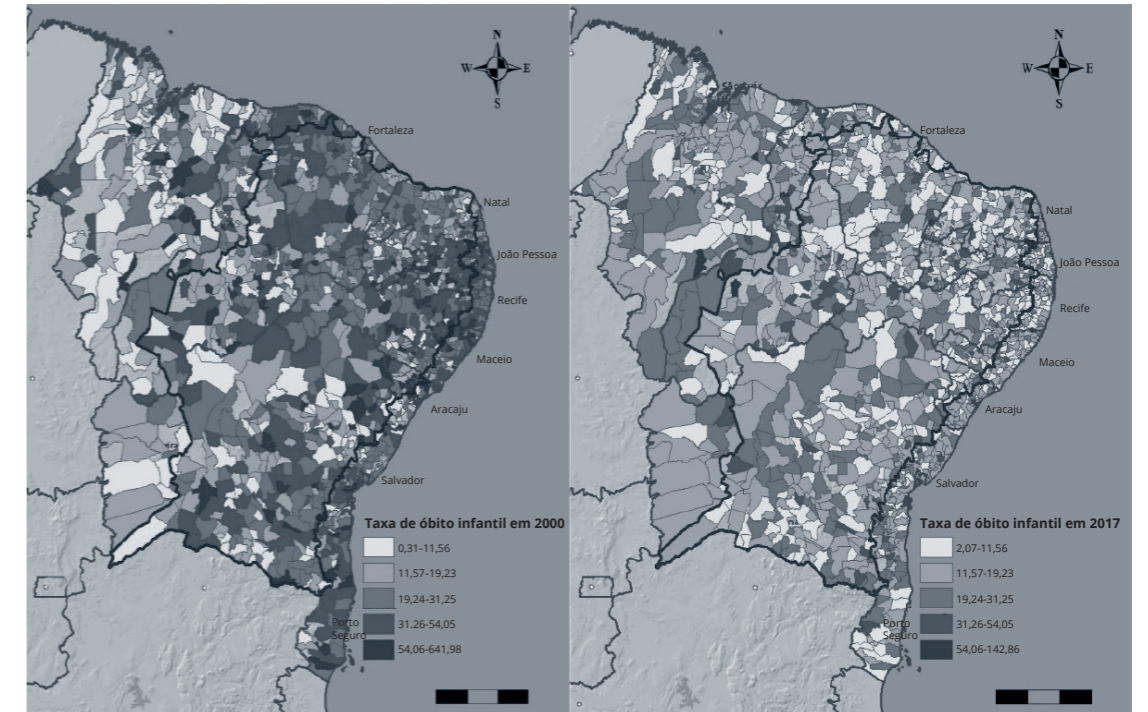 N
W E
S
Fortaleza
Natal
João Pessoa
Recife
Maceio
Aracaju
Salvador
Porto
Seguro
Taxa de óbito infantil em 2000
0,31-11,56
11,57-19,23
19,24-31,25
31.26-54,05
54,06-641,98
N
W E
S
Fortaleza
Natal
João Pessoa
Recife
Maceio
Aracaju
Salvador
Porto
Seguro
Taxa de óbito infantil em 2017
2,07-11,56
11,57-19,23
19,24-31,25
31,26-54,05
54,06-142,86